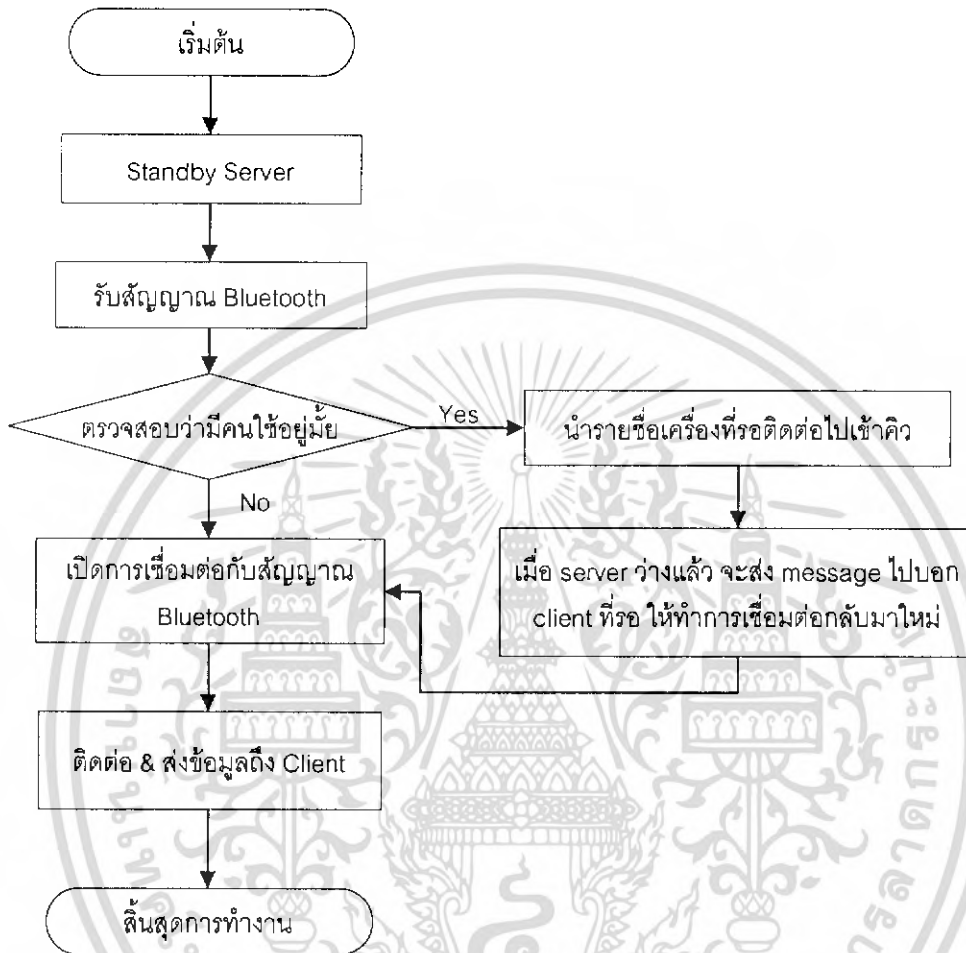 เริ่มต้น
Standby Server
รับสัญญาณ Bluetooth
ตรวจสอบว่ามีคนใช้อยู่มั้ย
Yes
นำรายชื่อเครื่องที่รอติดต่อไปเข้าคิว
No
เปิดการเชื่อมต่อกับสัญญาณ
Bluetooth
เมื่อ server ว่างแล้ว จะส่ง message ไปบอก
client ที่รอ ให้ทำการเชื่อมต่อกลับมาใหม่
ติดต่อ & ส่งข้อมูลถึง Client
สิ้นสุดการทำงาน